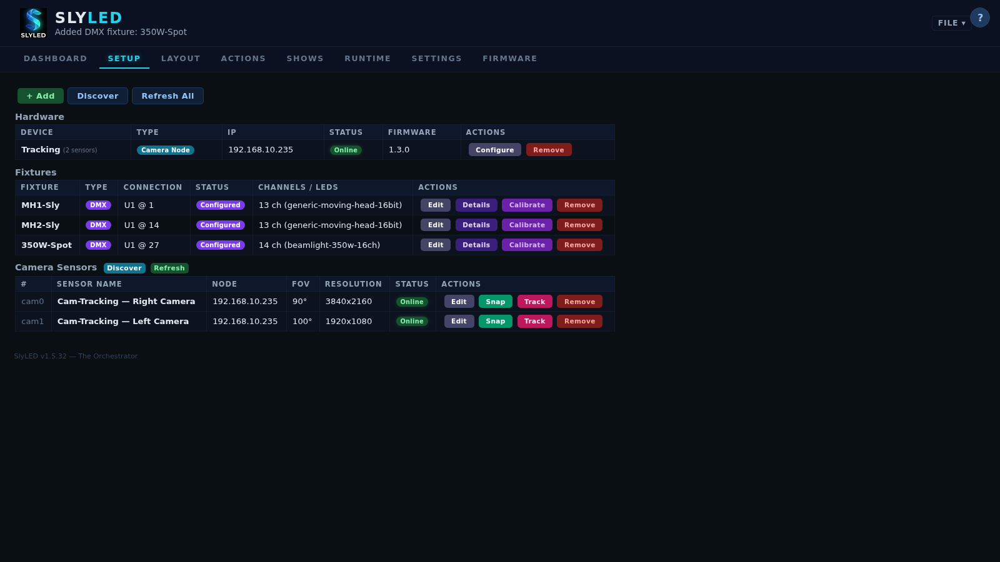 SLYLED
SLYLED
Added DMX fixture: 350W-Spot
FILE ▾
?
DASHBOARD SETUP LAYOUT ACTIONS SHOWS RUNTIME SETTINGS FIRMWARE
+ Add Discover Refresh All
Hardware
DEVICE TYPE IP STATUS FIRMWARE ACTIONS
Tracking (2 sensors) Camera Node 192.168.10.235 Online 1.3.0 Configure Remove
Fixtures
FIXTURE TYPE CONNECTION STATUS CHANNELS / LEDS ACTIONS
MH1-Sly DMX U1 @ 1 Configured 13 ch (generic-moving-head-16bit) Edit Details Calibrate Remove
MH2-Sly DMX U1 @ 14 Configured 13 ch (generic-moving-head-16bit) Edit Details Calibrate Remove
350W-Spot DMX U1 @ 27 Configured 14 ch (beamlight-350w-16ch) Edit Details Calibrate Remove
Camera Sensors Discover Refresh
# SENSOR NAME NODE FOV RESOLUTION STATUS ACTIONS
cam0 Cam-Tracking — Right Camera 192.168.10.235 90° 3840x2160 Online Edit Snap Track Remove
cam1 Cam-Tracking — Left Camera 192.168.10.235 100° 1920x1080 Online Edit Snap Track Remove
SlyLED v1.5.32 — The Orchestrator